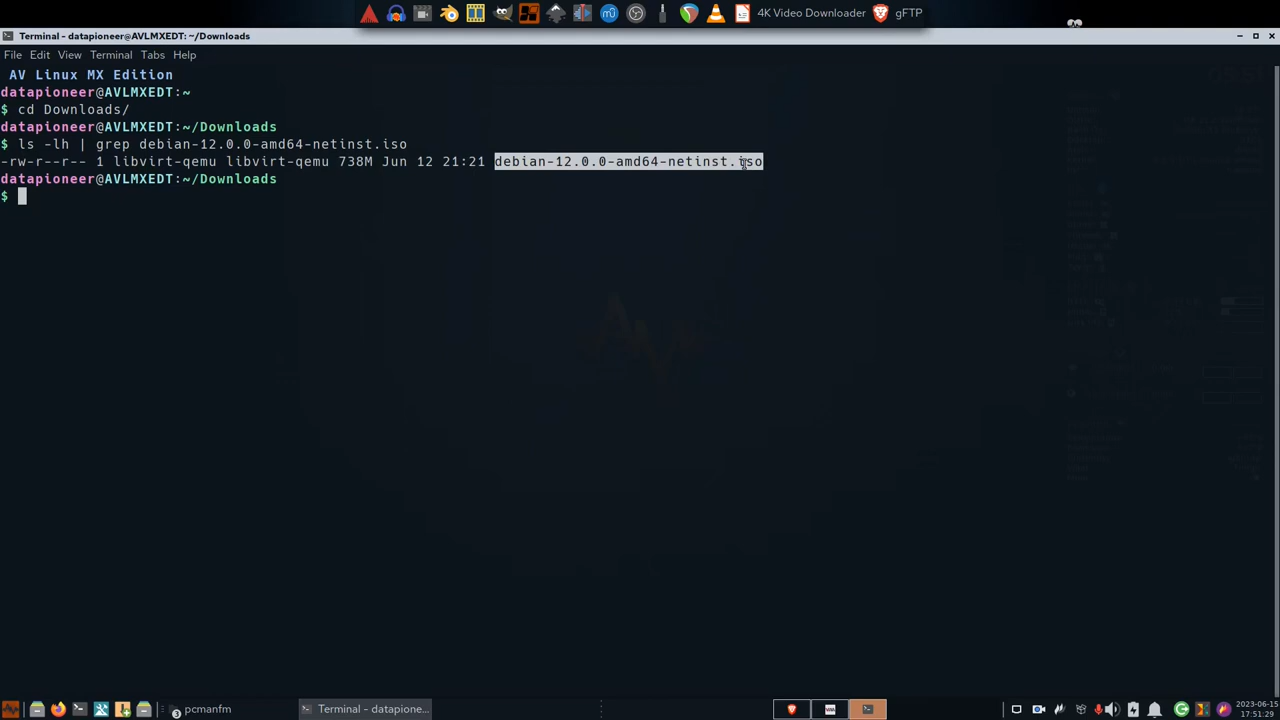 4K Video Downloader
gFTP
Terminal - datapioneer@AVLMXEDT: ~/Downloads
File Edit View Terminal Tabs Help
AV Linux MX Edition
datapioneer@AVLMXEDT:~
$ cd Downloads/
datapioneer@AVLMXEDT:~/Downloads
$ ls -lh | grep debian-12.0.0-amd64-netinst.iso
-rw-r--r-- 1 libvirt-qemu libvirt-qemu 738M Jun 12 21:21 debian-12.0.0-amd64-netinst.iso
datapioneer@AVLMXEDT:~/Downloads
$
3 pcmanfm
Terminal - datapione...
2023-06-15
17:51:29